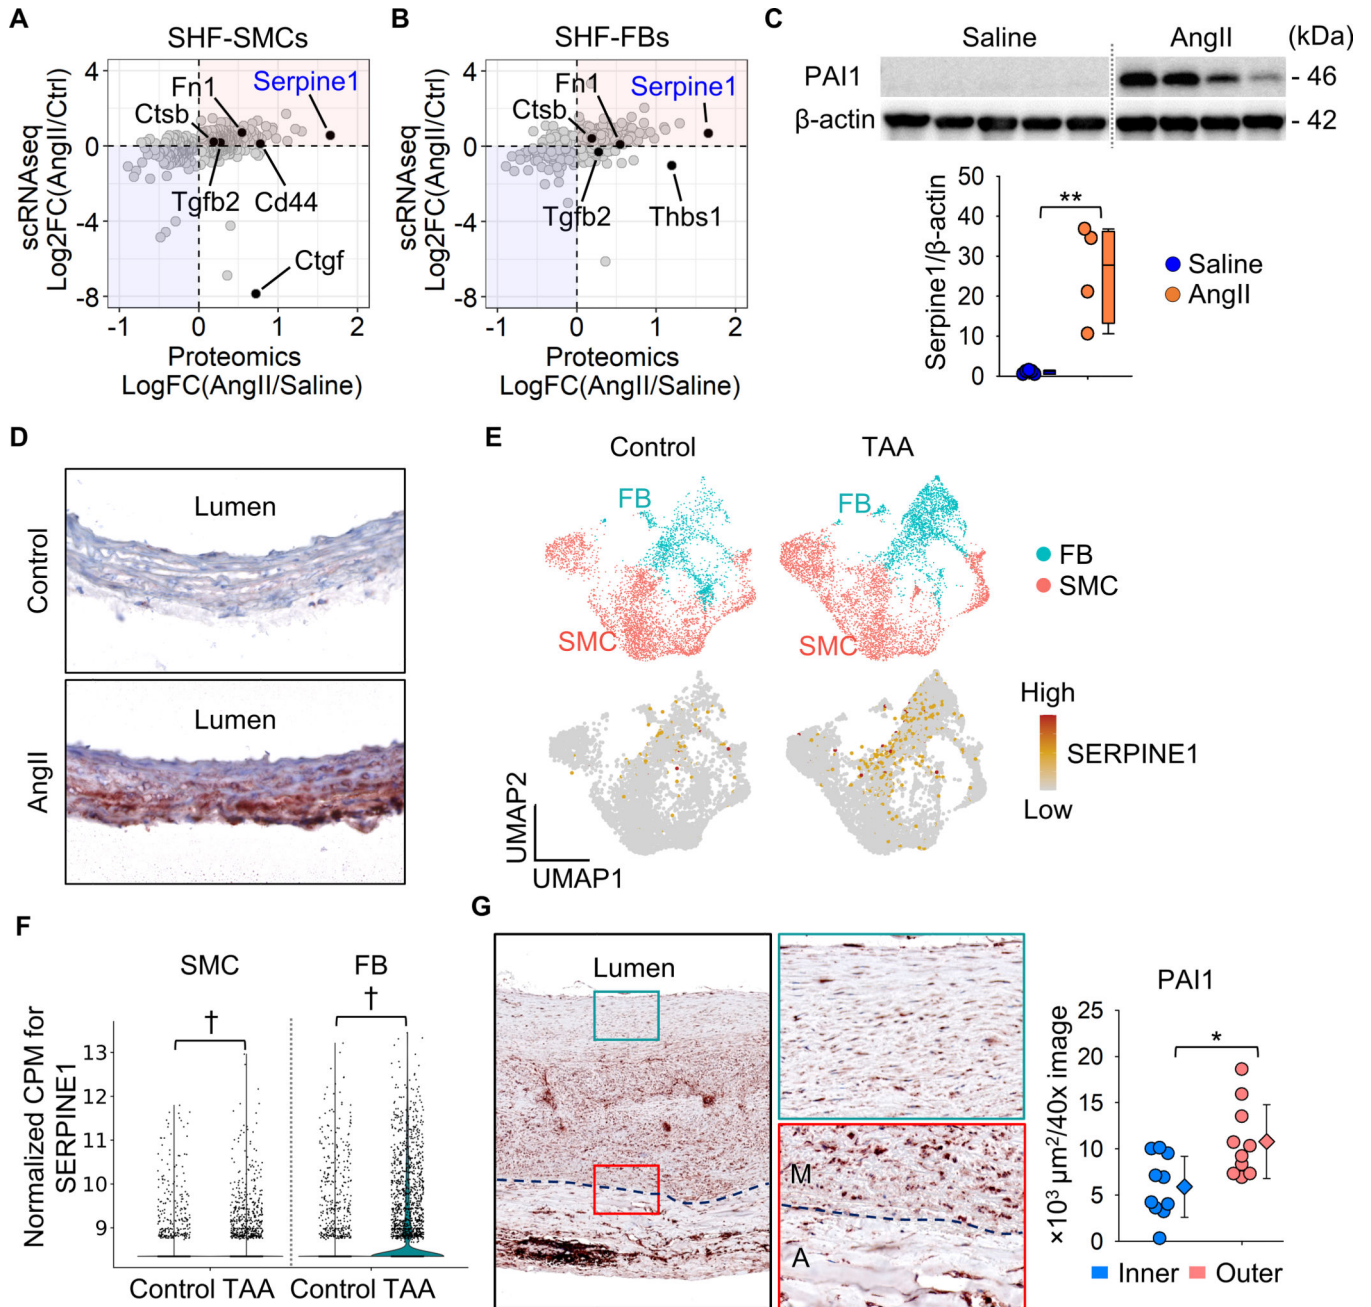 A
SHF-SMCs
scRNAseq
Log2FC(AngII/Ctrl)
4
0
-4
-8
Fn1
Serpine1
Ctsb
Tgfb2
Cd44
Ctgf
-1
0
1
2
Proteomics
LogFC(AngII/Saline)
B
SHF-FBs
scRNAseq
Log2FC(AngII/Ctrl)
4
0
-4
-8
Fn1
Serpine1
Ctsb
Tgfb2
Thbs1
-1
0
1
2
Proteomics
LogFC(AngII/Saline)
C
Saline
AngII
(kDa)
PAI1
- 46
β-actin
- 42
Serpine1/β-actin
50
40
30
20
10
0
**
Saline
AngII
D
Control
Lumen
AngII
Lumen
E
Control
TAA
FB
FB
SMC
SMC
FB
SMC
High
SERPINE1
Low
UMAP2
UMAP1
F
SMC
FB
†
†
Normalized CPM for
SERPINE1
13
12
11
10
9
Control TAA
Control TAA
G
Lumen
M
A
PAI1
×10³ µm²/40x image
25
20
15
10
5
0
*
Inner
Outer